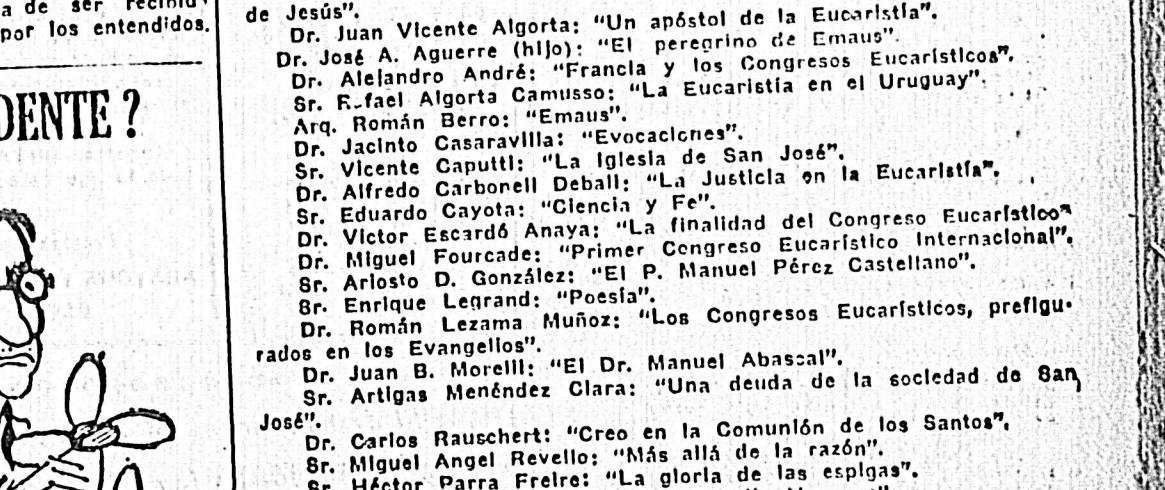 a de ser recibid
por los entendidos.
DENTE ?
de Jesús".
Dr. Juan Vicente Algorta: "Un apóstol de la Eucaristía".
Dr. José A. Aguerre (hijo): "El peregrino de Emaus".
Dr. Alejandro André: "Francia y los Congresos Eucarísticos".
Sr. Rafael Algorta Camusso: "La Eucaristía en el Uruguay".
Arq. Román Berro: "Emaus".
Dr. Jacinto Casaravilla: "Evocaciones".
Sr. Vicente Caputti: "La Iglesia de San José".
Dr. Alfredo Carbonell Deball: "La Justicia en la Eucaristía".
Sr. Eduardo Cayota: "Ciencia y Fe".
Dr. Victor Escardó Anaya: "La finalidad del Congreso Eucarístico"
Dr. Miguel Fourcade: "Primer Congreso Eucarístico Internacional".
Sr. Ariosto D. González: "El P. Manuel Pérez Castellano".
Sr. Enrique Legrand: "Poesía".
Dr. Román Lezama Muñoz: "Los Congresos Eucarísticos, prefigu-
rados en los Evangelios".
Dr. Juan B. Morelli: "El Dr. Manuel Abascal".
Sr. Artigas Menéndez Clara: "Una deuda de la sociedad de San
José".
Dr. Carlos Rauschert: "Creo en la Comunión de los Santos".
Sr. Miguel Angel Revello: "Más allá de la razón".
Sr. Héctor Parra Freire: "La gloria de las espigas".